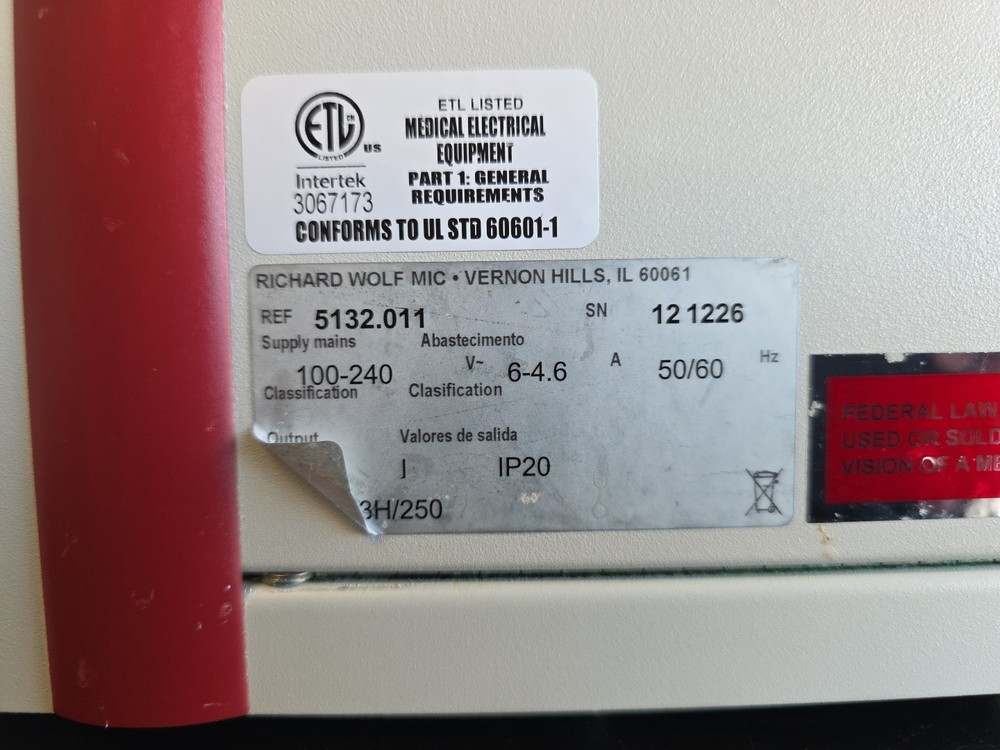 ETL CM
LISTED US
Intertek
3067173
ETL LISTED
MEDICAL ELECTRICAL
EQUIPMENT
PART 1: GENERAL
REQUIREMENTS
CONFORMS TO UL STD 60601-1
RICHARD WOLF MIC • VERNON HILLS, IL 60061
REF 5132.011 SN 12 1226
Supply mains Abastecimento
100-240 V~ 6-4.6 A 50/60 Hz
Classification Clasification
Output Valores de salida
J IP20
3H/250
FEDERAL LAW
USED OR SOLD
VISION OF A ME